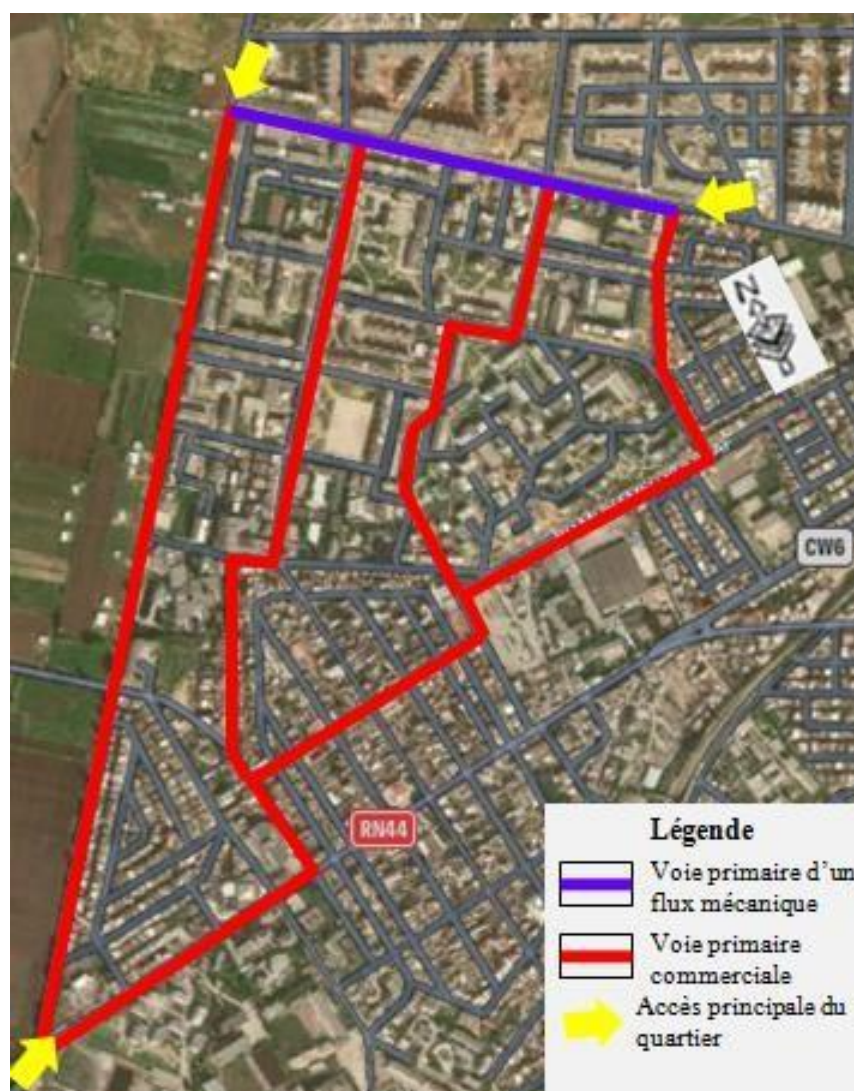 N
CW6
RN44
Légende
Voie primaire d'un
flux mécanique
Voie primaire
commerciale
Accès principale du
quartier